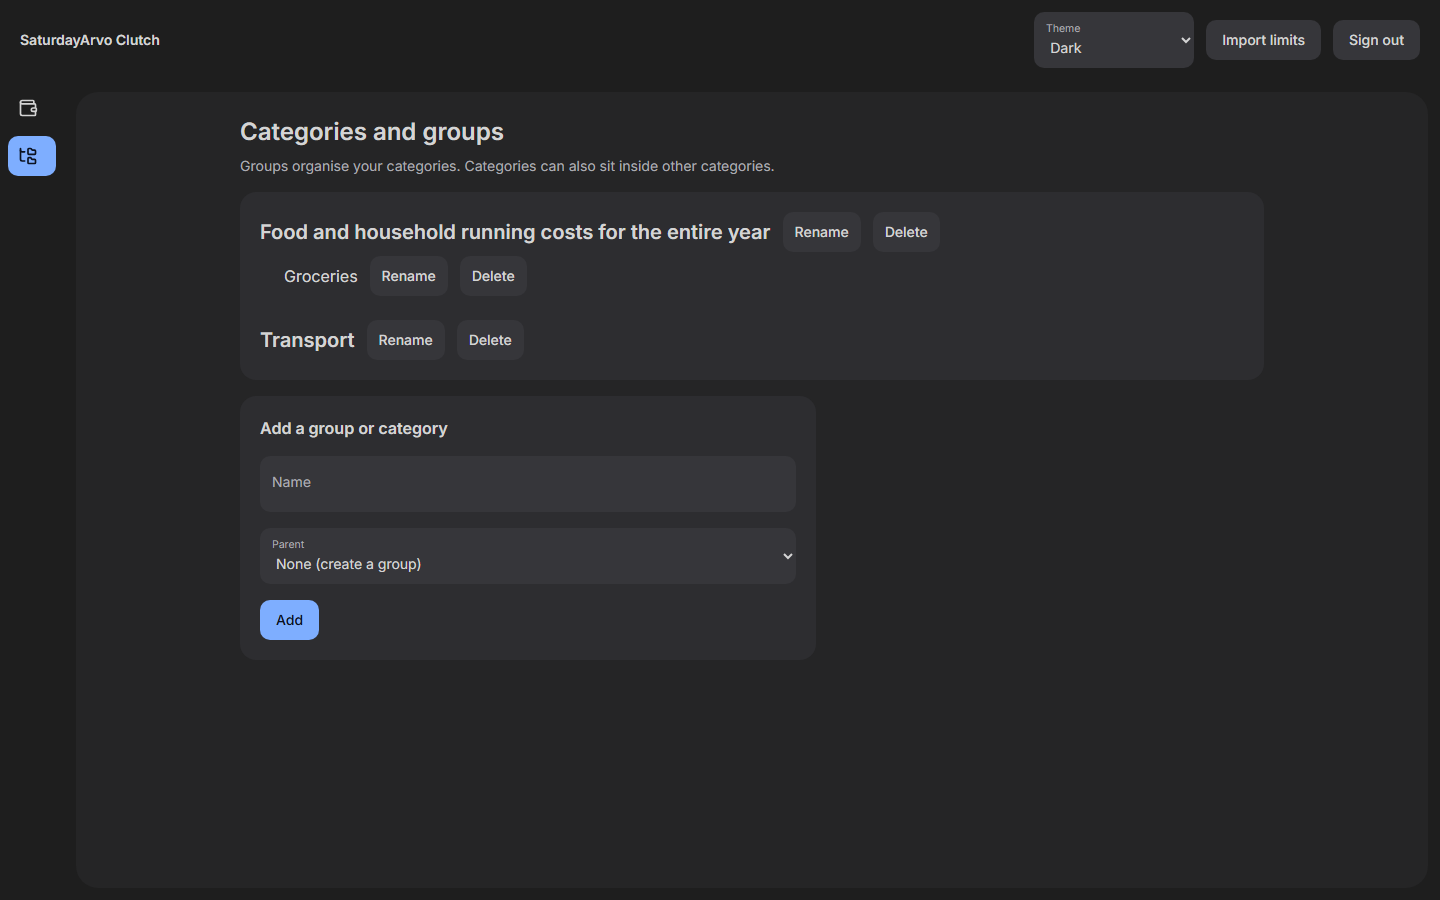 SaturdayArvo Clutch
Theme
Dark
Import limits
Sign out
Categories and groups
Groups organise your categories. Categories can also sit inside other categories.
Food and household running costs for the entire year Rename Delete
Groceries Rename Delete
Transport Rename Delete
Add a group or category
Name
Parent
None (create a group)
Add